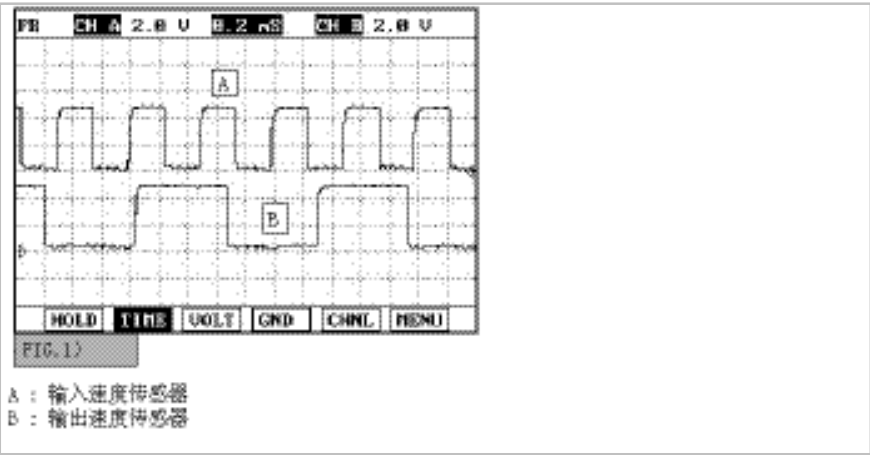 FR CH A 2.0 V 0.2 mS CH B 2.0 V
A
B
HOLD TIME VOLT GND CHNL MENU
FIG.1)
A : 输入速度传感器
B : 输出速度传感器